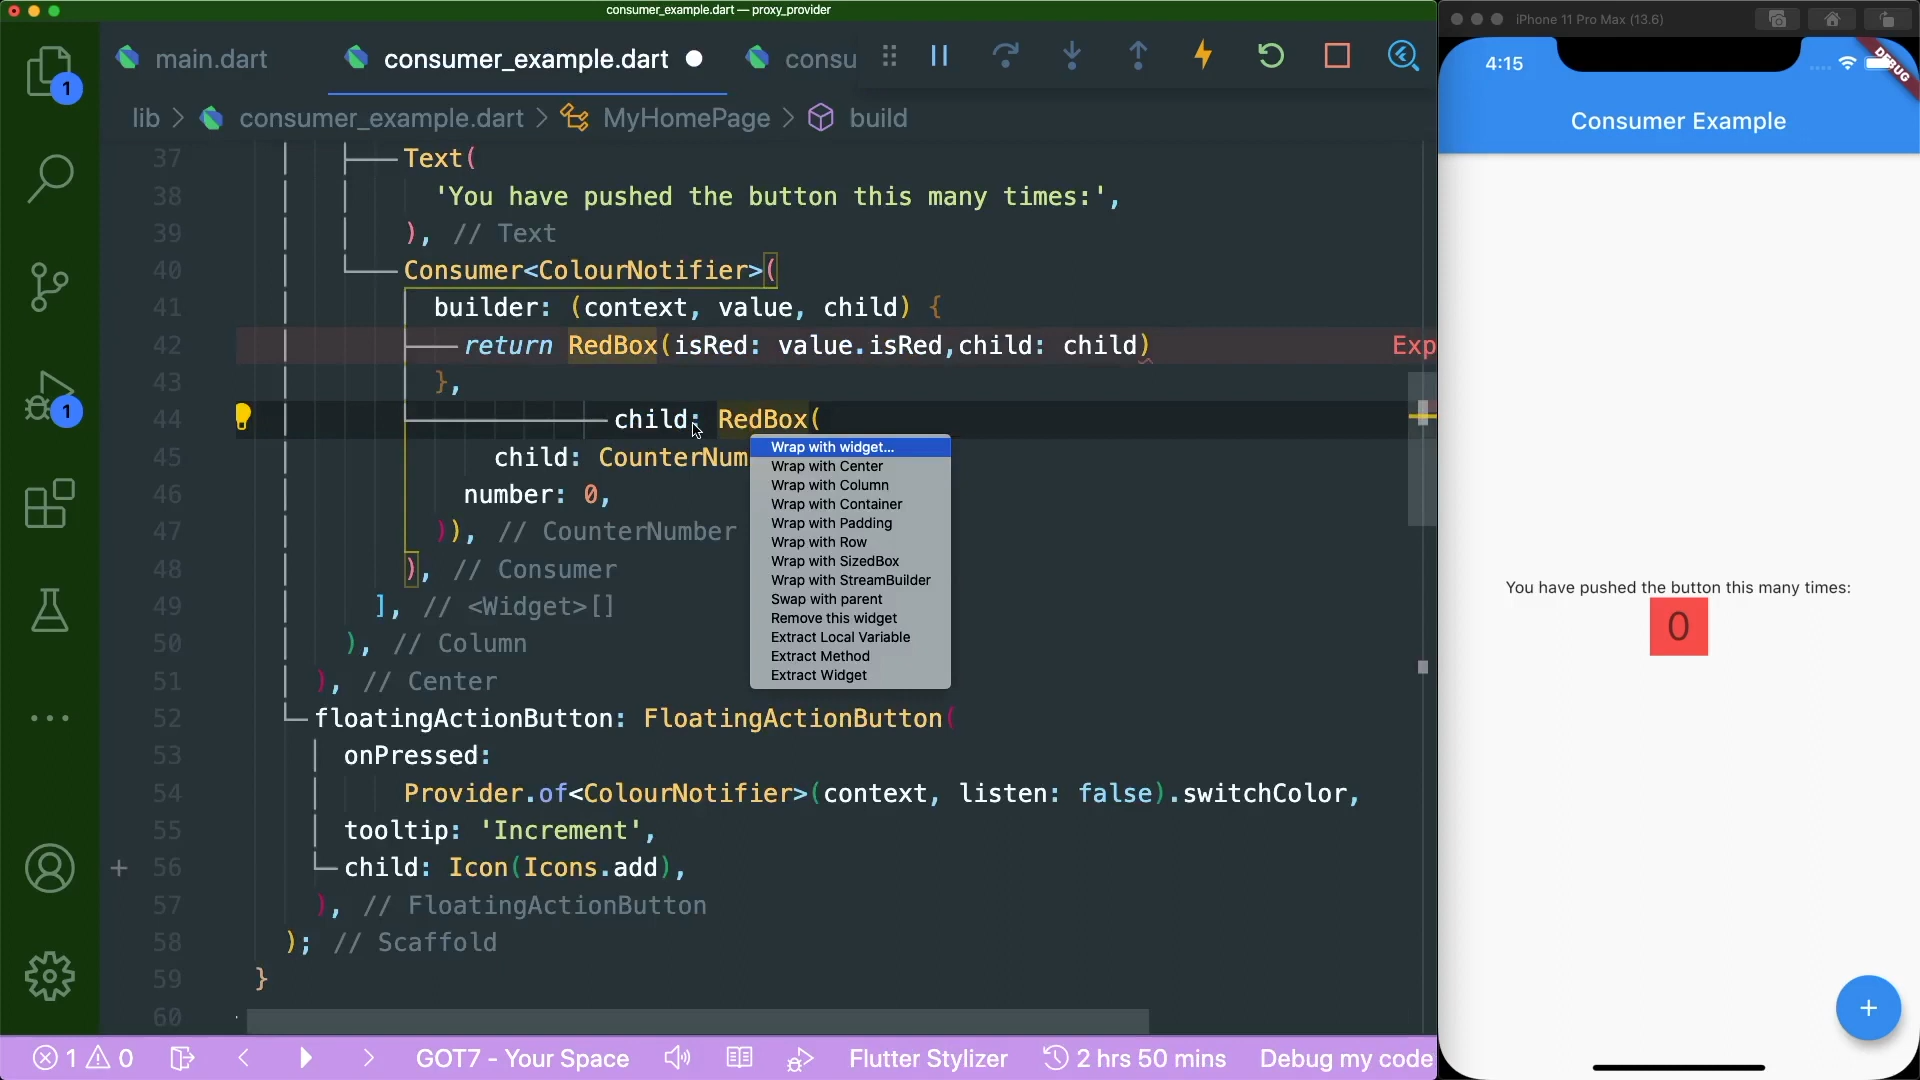 consumer_example.dart — proxy_provider
main.dart
consumer_example.dart
consu
1
lib > consumer_example.dart > MyHomePage > build
37 Text(
38 'You have pushed the button this many times:',
39 ), // Text
40 Consumer<ColourNotifier>(
41 builder: (context, value, child) {
42 return RedBox(isRed: value.isRed,child: child) Exp
43 },
44 child: RedBox(
45 child: CounterNum
46 number: 0,
47 )), // CounterNumber
48 ), // Consumer
49 ], // <Widget>[]
50 ), // Column
51 ), // Center
52 floatingActionButton: FloatingActionButton(
53 onPressed:
54 Provider.of<ColourNotifier>(context, listen: false).switchColor,
55 tooltip: 'Increment',
56 child: Icon(Icons.add),
57 ), // FloatingActionButton
58 ); // Scaffold
59 }
60
1
Wrap with widget...
Wrap with Center
Wrap with Column
Wrap with Container
Wrap with Padding
Wrap with Row
Wrap with SizedBox
Wrap with StreamBuilder
Swap with parent
Remove this widget
Extract Local Variable
Extract Method
Extract Widget
1 0 GOT7 - Your Space Flutter Stylizer 2 hrs 50 mins Debug my code
iPhone 11 Pro Max (13.6)
4:15
DEBUG
Consumer Example
You have pushed the button this many times:
0
+